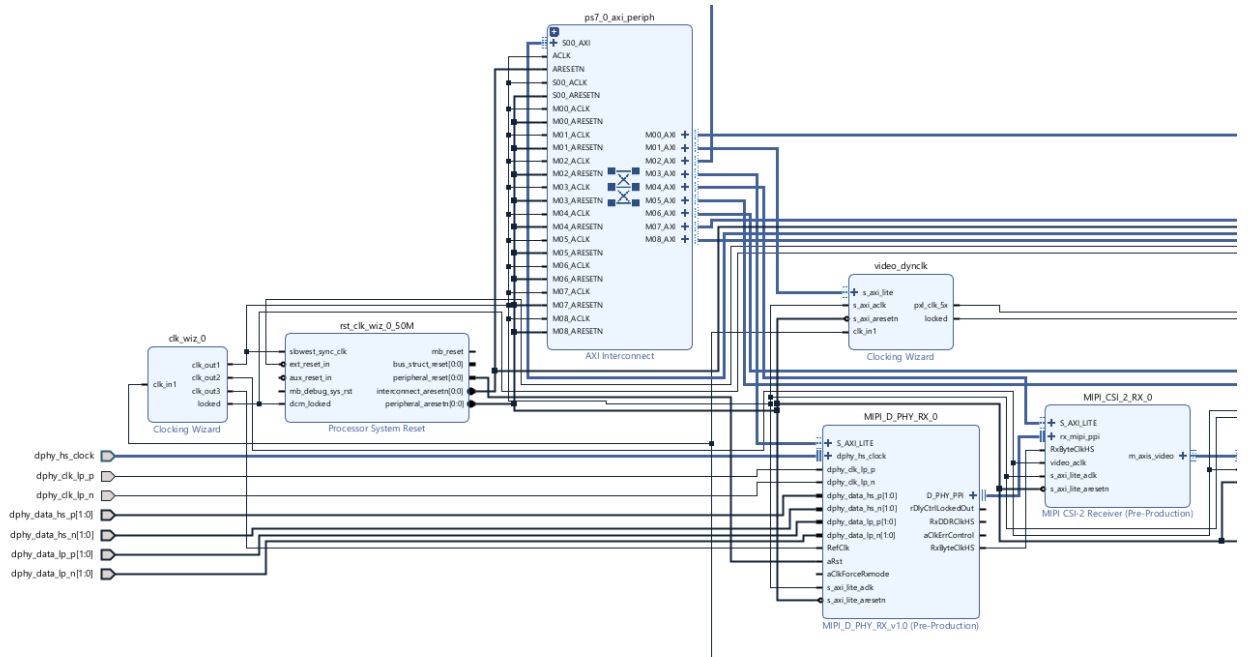 ps7_0_axi_periph
S00_AXI
ACLK
ARESETN
S00_ACLK
S00_ARESETN
M00_ACLK
M00_ARESETN
M01_ACLK
M01_ARESETN
M02_ACLK
M02_ARESETN
M03_ACLK
M03_ARESETN
M04_ACLK
M04_ARESETN
M05_ACLK
M05_ARESETN
M06_ACLK
M06_ARESETN
M07_ACLK
M07_ARESETN
M08_ACLK
M08_ARESETN
M00_AXI
M01_AXI
M02_AXI
M03_AXI
M04_AXI
M05_AXI
M06_AXI
M07_AXI
M08_AXI
AXI Interconnect
video_dynclk
s_axi_lite
s_axi_aclk
s_axi_aresetn
clk_in1
pxl_clk_5x
locked
Clocking Wizard
clk_wiz_0
clk_in1
clk_out1
clk_out2
clk_out3
locked
Clocking Wizard
rst_clk_wiz_0_50M
slowest_sync_clk
ext_reset_in
aux_reset_in
mb_debug_sys_rst
dcm_locked
mb_reset
bus_struct_reset[0:0]
peripheral_reset[0:0]
interconnect_aresetn[0:0]
peripheral_aresetn[0:0]
Processor System Reset
dphy_hs_clock
dphy_clk_lp_p
dphy_clk_lp_n
dphy_data_hs_p[1:0]
dphy_data_hs_n[1:0]
dphy_data_lp_p[1:0]
dphy_data_lp_n[1:0]
MIPI_D_PHY_RX_0
S_AXI_LITE
dphy_hs_clock
dphy_clk_lp_p
dphy_clk_lp_n
dphy_data_hs_p[1:0]
dphy_data_hs_n[1:0]
dphy_data_lp_p[1:0]
dphy_data_lp_n[1:0]
RefClk
aRst
aClkForceRxmode
s_axi_lite_aclk
s_axi_lite_aresetn
D_PHY_PPI
rDlyCtrlLockedOut
RxDDRClkHS
aClkErrControl
RxByteClkHS
MIPI_D_PHY_RX_v1.0 (Pre-Production)
MIPI_CSI_2_RX_0
S_AXI_LITE
rx_mipi_ppi
RxByteClkHS
video_aclk
s_axi_lite_aclk
s_axi_lite_aresetn
m_axis_video
MIPI CSI-2 Receiver (Pre-Production)